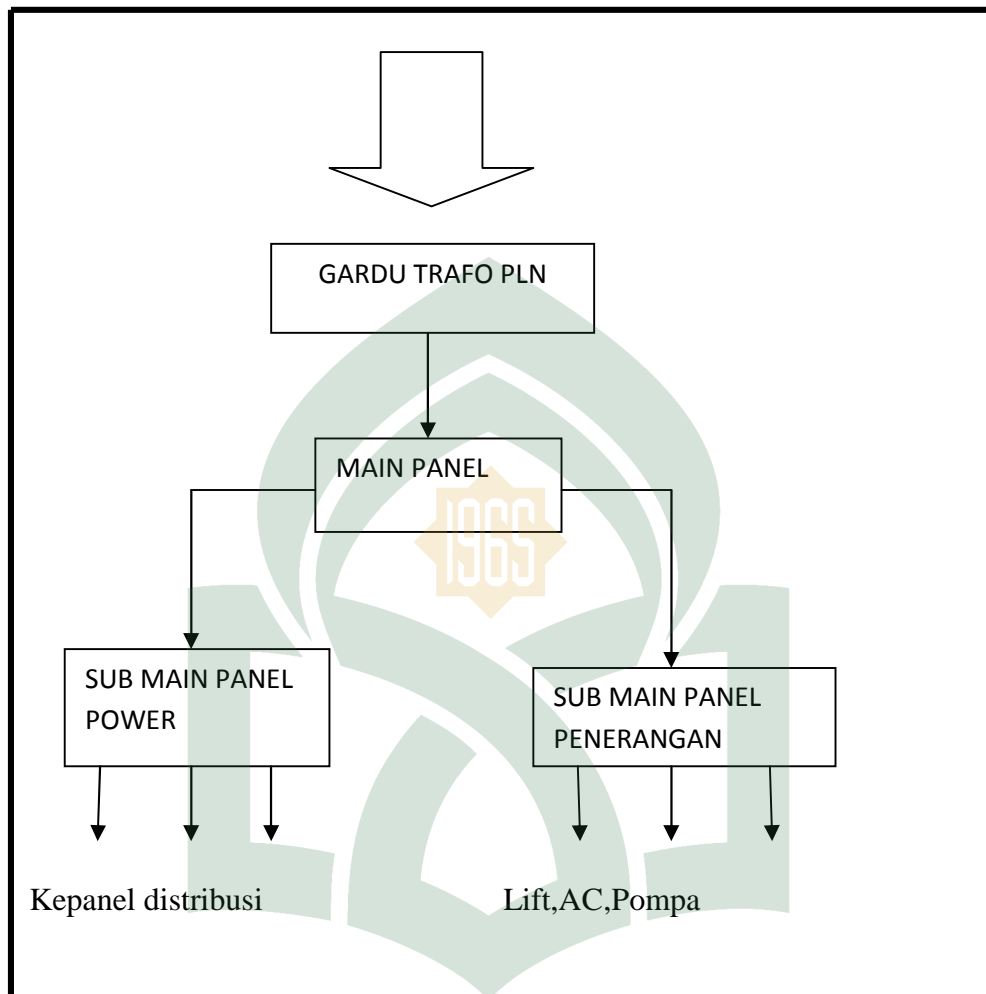 GARDU TRAFO PLN
MAIN PANEL
1965
SUB MAIN PANEL
POWER
SUB MAIN PANEL
PENERANGAN
Kepanel distribusi
Lift,AC,Pompa